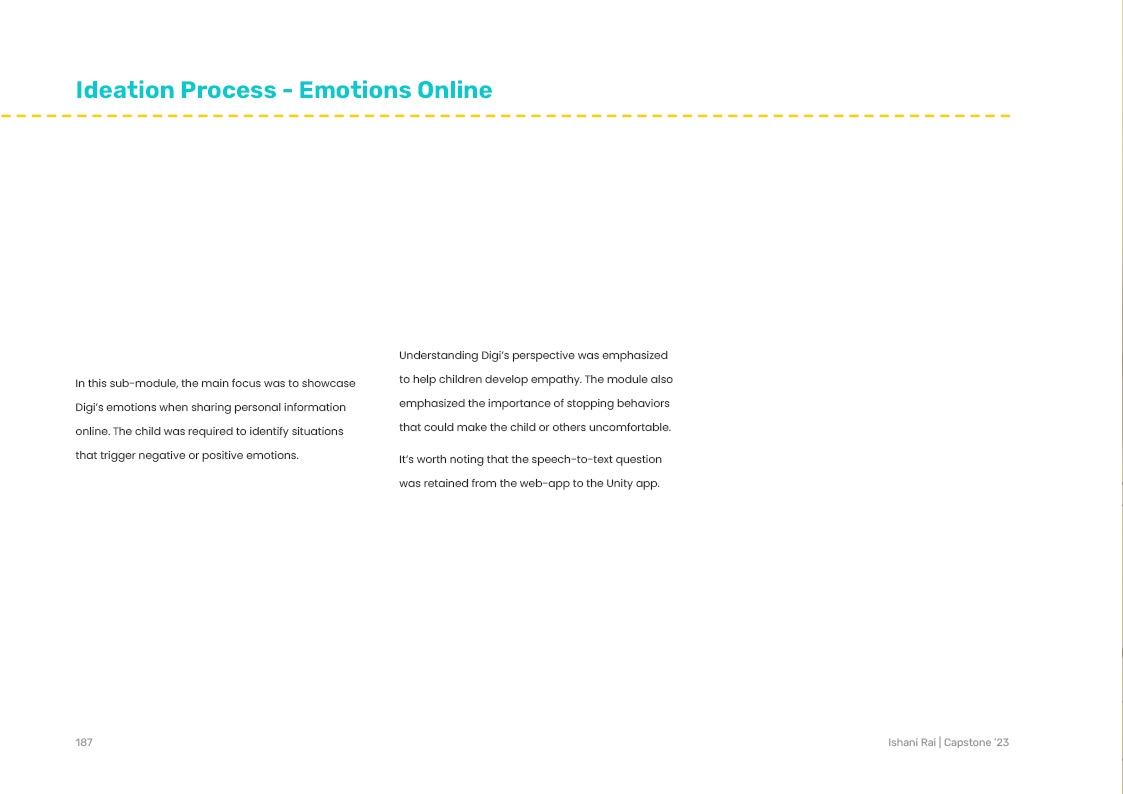 Ideation Process - Emotions Online
In this sub-module, the main focus was to showcase
Digi's emotions when sharing personal information
online. The child was required to identify situations
that trigger negative or positive emotions.
Understanding Digi's perspective was emphasized
to help children develop empathy. The module also
emphasized the importance of stopping behaviors
that could make the child or others uncomfortable.
It's worth noting that the speech-to-text question
was retained from the web-app to the Unity app.
187
Ishani Rai | Capstone '23